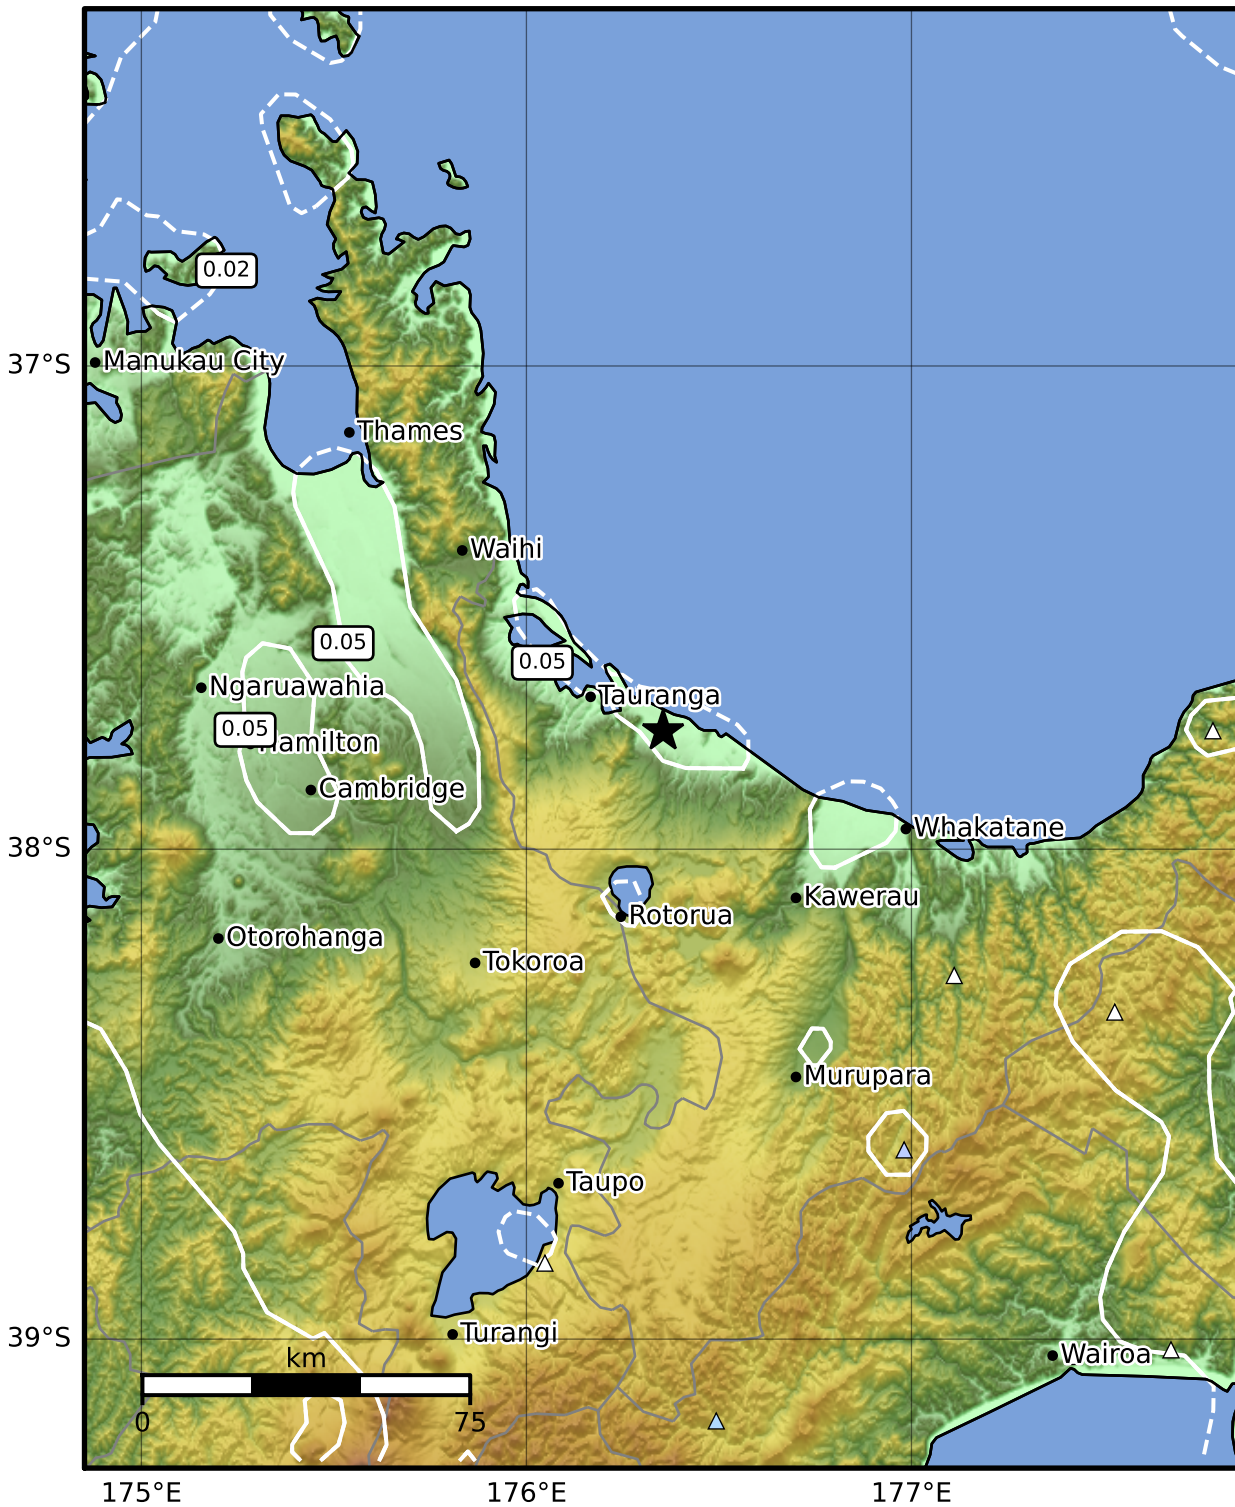 0.02
37°S
Manukau City
Thames
Waihi
0.05
0.05
Ngaruawahia
Tauranga
0.05
Hamilton
Cambridge
Whakatane
38°S
Kawerau
Rotorua
Otorohanga
Tokoroa
Murupara
Taupo
39°S
Turangi
Wairoa
km
0 75
175°E 176°E 177°E